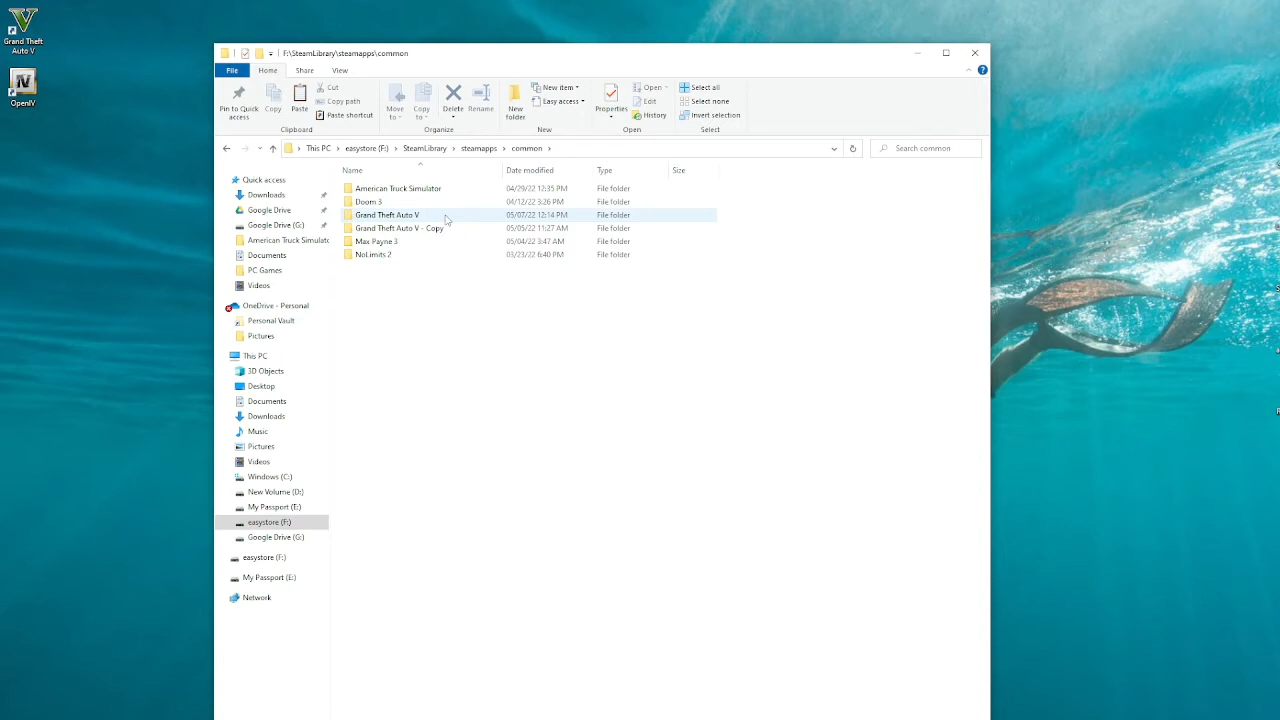 Grand Theft
Auto V
OpenIV
F:\SteamLibrary\steamapps\common
File Home Share View
Pin to Quick
access
Copy
Paste
Cut
Copy path
Paste shortcut
Clipboard
Move
to
Copy
to
Delete
Rename
Organize
New
folder
New item
Easy access
New
Properties
Open
Edit
History
Open
Select all
Select none
Invert selection
Select
This PC > easystore (F:) > SteamLibrary > steamapps > common >
Search common
Name Date modified Type Size
American Truck Simulator 04/29/22 12:35 PM File folder
Doom 3 04/12/22 3:26 PM File folder
Grand Theft Auto V 05/07/22 12:14 PM File folder
Grand Theft Auto V - Copy 05/05/22 11:27 AM File folder
Max Payne 3 05/04/22 3:47 AM File folder
NoLimits 2 03/23/22 6:40 PM File folder
Quick access
Downloads
Google Drive
Google Drive (G:)
American Truck Simulato
Documents
PC Games
Videos
OneDrive - Personal
Personal Vault
Pictures
This PC
3D Objects
Desktop
Documents
Downloads
Music
Pictures
Videos
Windows (C:)
New Volume (D:)
My Passport (E:)
easystore (F:)
Google Drive (G:)
easystore (F:)
My Passport (E:)
Network